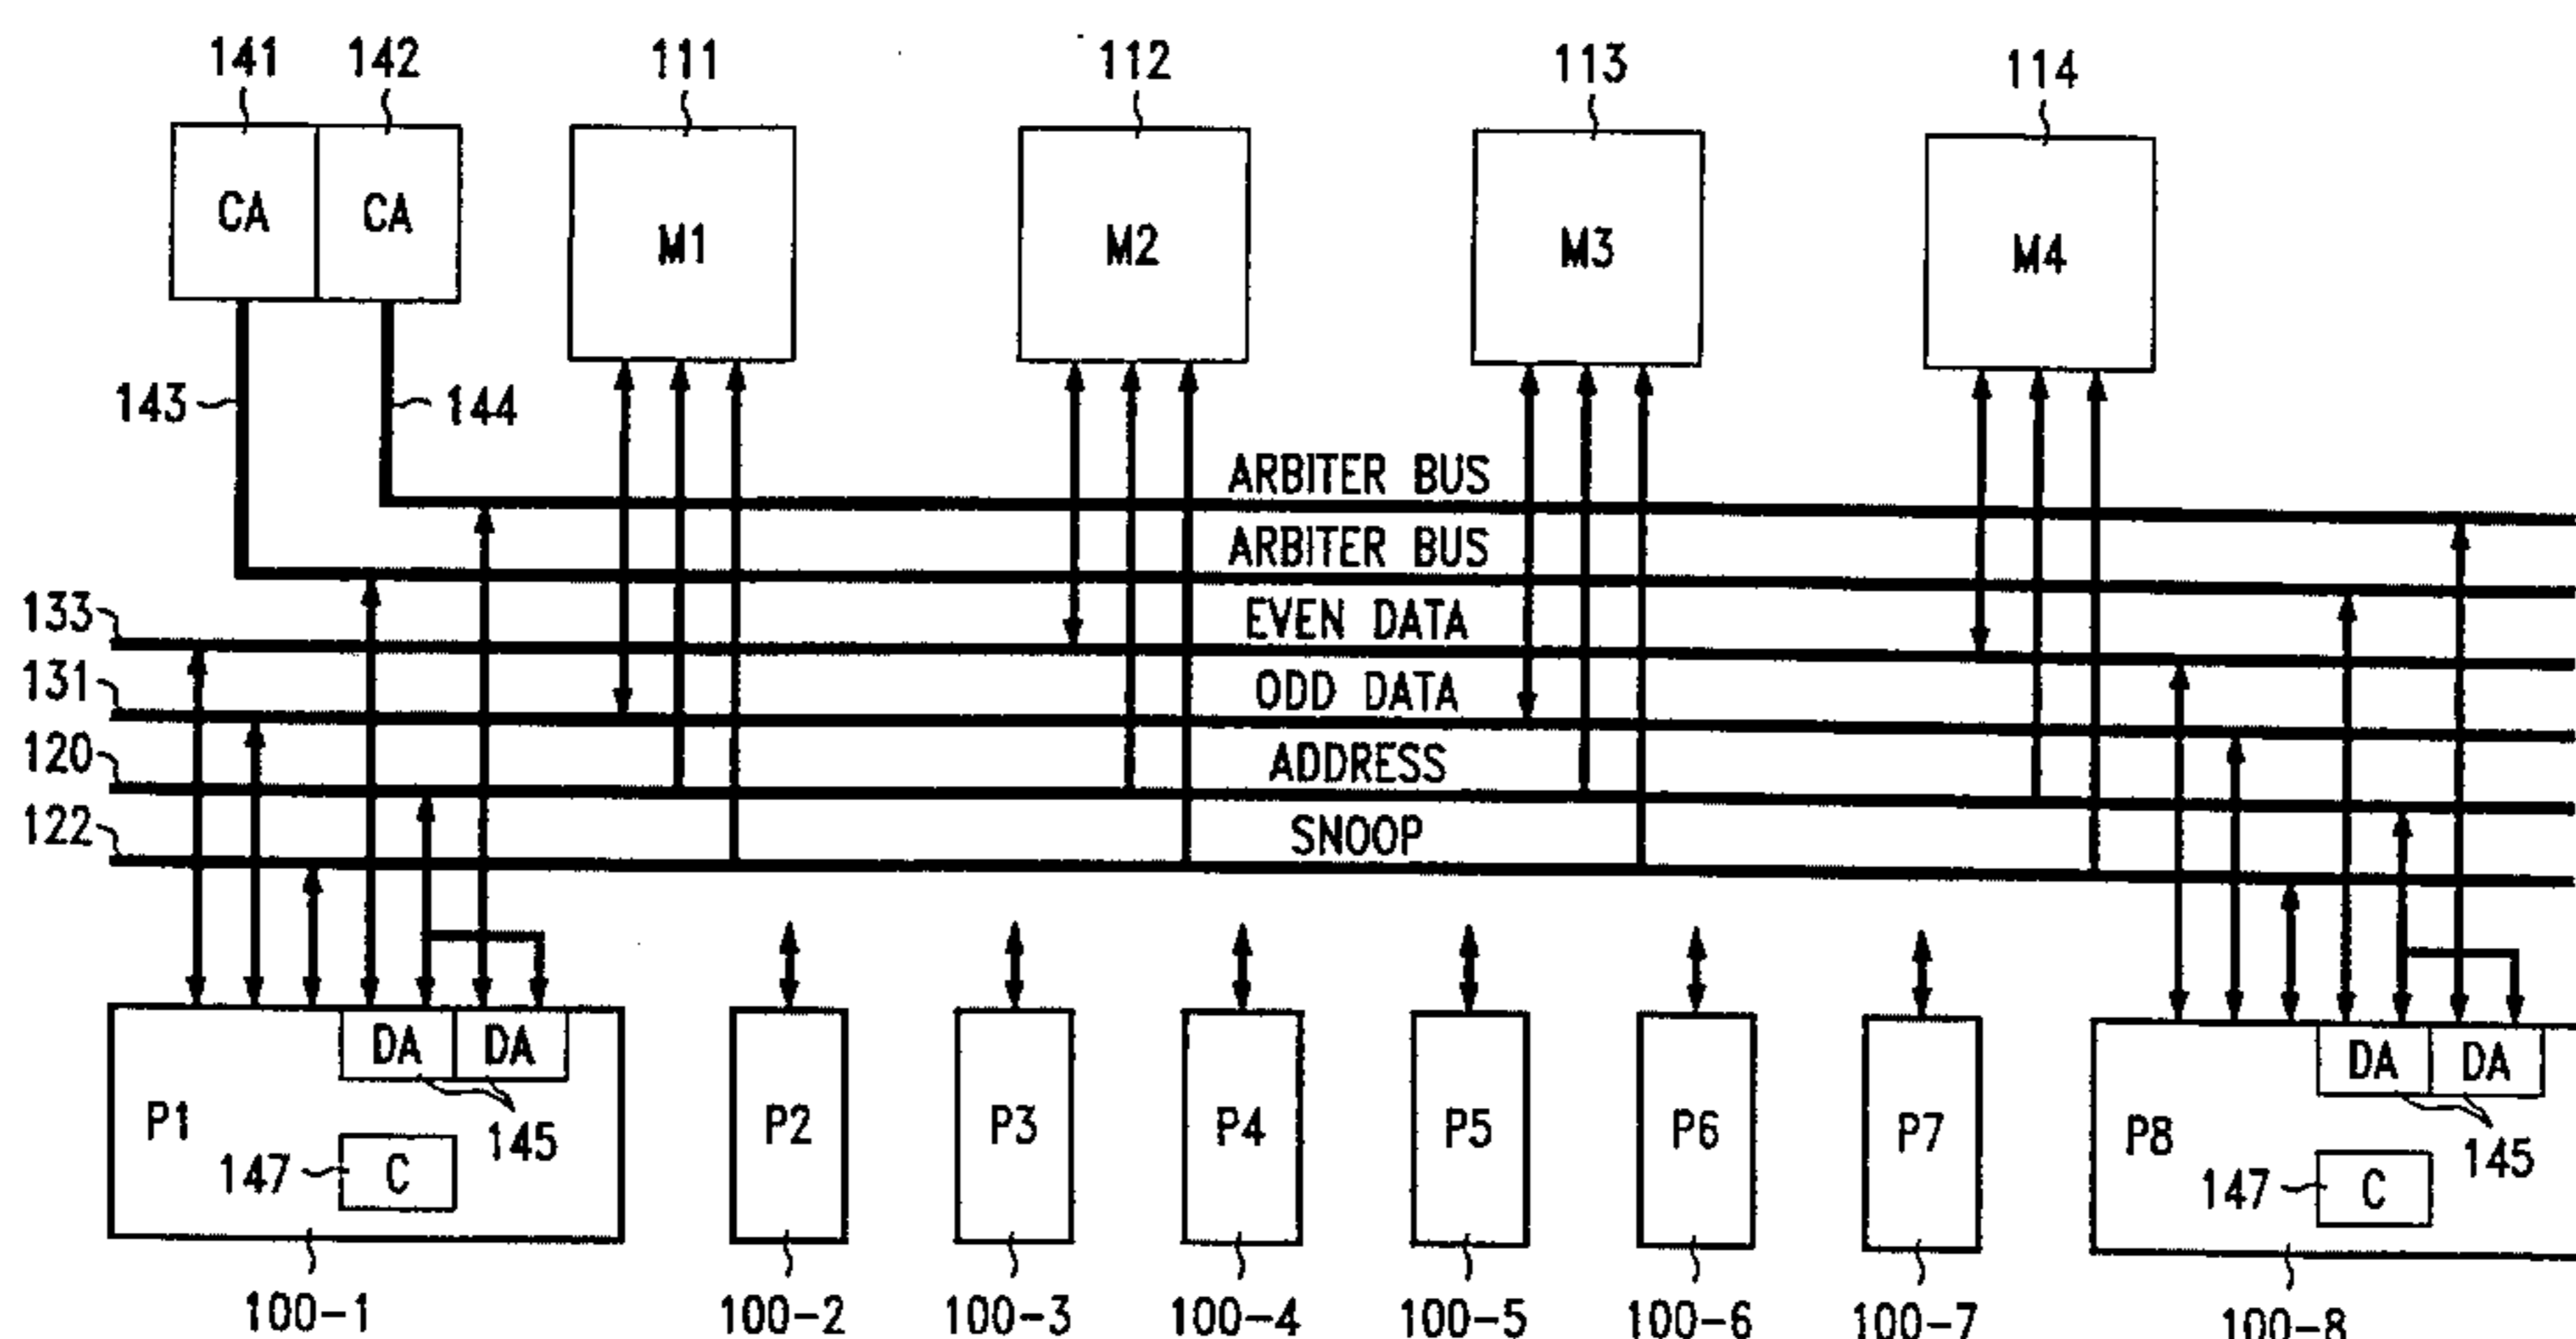 141 142 111 112 113 114
CA CA M1 M2 M3 M4
143 144
ARBITER BUS
ARBITER BUS
133 EVEN DATA
131 ODD DATA
120 ADDRESS
122 SNOOP
DA DA DA DA
P1 145 P2 P3 P4 P5 P6 P7 P8 145
147 C 147 C
100-1 100-2 100-3 100-4 100-5 100-6 100-7 100-8